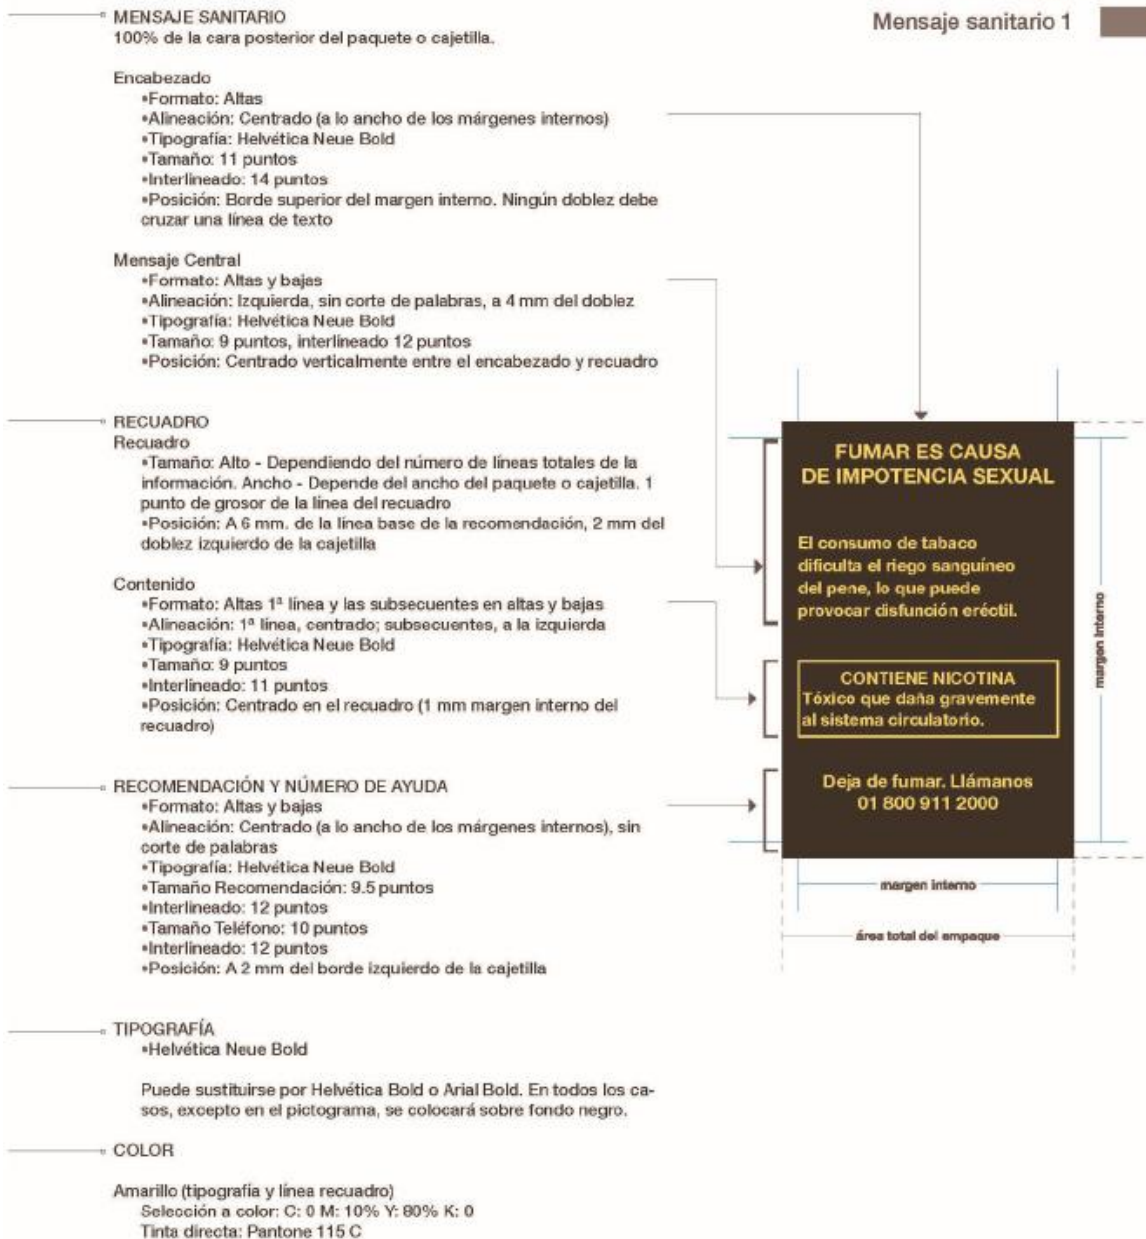 MENSAJE SANITARIO
100% de la cara posterior del paquete o cajetilla.
Encabezado
•Formato: Altas
•Alineación: Centrado (a lo ancho de los márgenes internos)
•Tipografía: Helvética Neue Bold
•Tamaño: 11 puntos
•Interlineado: 14 puntos
•Posición: Borde superior del margen interno. Ningún doblez debe
cruzar una línea de texto
Mensaje Central
•Formato: Altas y bajas
•Alineación: Izquierda, sin corte de palabras, a 4 mm del doblez
•Tipografía: Helvética Neue Bold
•Tamaño: 9 puntos, interlineado 12 puntos
•Posición: Centrado verticalmente entre el encabezado y recuadro
RECUADRO
Recuadro
•Tamaño: Alto - Dependiendo del número de líneas totales de la
información. Ancho - Depende del ancho del paquete o cajetilla. 1
punto de grosor de la línea del recuadro
•Posición: A 6 mm. de la línea base de la recomendación, 2 mm del
doblez izquierdo de la cajetilla
Contenido
•Formato: Altas 1ª línea y las subsecuentes en altas y bajas
•Alineación: 1ª línea, centrado; subsecuentes, a la izquierda
•Tipografía: Helvética Neue Bold
•Tamaño: 9 puntos
•Interlineado: 11 puntos
•Posición: Centrado en el recuadro (1 mm margen interno del
recuadro)
RECOMENDACIÓN Y NÚMERO DE AYUDA
•Formato: Altas y bajas
•Alineación: Centrado (a lo ancho de los márgenes internos), sin
corte de palabras
•Tipografía: Helvética Neue Bold
•Tamaño Recomendación: 9.5 puntos
•Interlineado: 12 puntos
•Tamaño Teléfono: 10 puntos
•Interlineado: 12 puntos
•Posición: A 2 mm del borde izquierdo de la cajetilla
TIPOGRAFÍA
•Helvética Neue Bold
Puede sustituirse por Helvética Bold o Arial Bold. En todos los ca-
sos, excepto en el pictograma, se colocará sobre fondo negro.
COLOR
Amarillo (tipografía y línea recuadro)
Selección a color: C: 0 M: 10% Y: 80% K: 0
Tinta directa: Pantone 115 C
Mensaje sanitario 1
FUMAR ES CAUSA
DE IMPOTENCIA SEXUAL
El consumo de tabaco
dificulta el riego sanguíneo
del pene, lo que puede
provocar disfunción eréctil.
CONTIENE NICOTINA
Tóxico que daña gravemente
al sistema circulatorio.
Deja de fumar. Llámanos
01 800 911 2000
margen interno
margen interno
área total del empaque